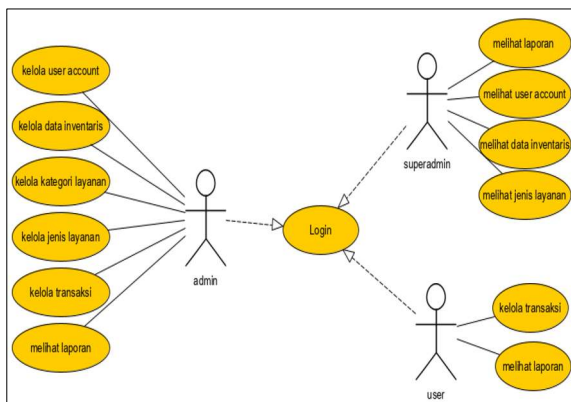 kelola user account
kelola data inventaris
kelola kategori layanan
kelola jenis layanan
kelola transaksi
melihat laporan
admin
Login
melihat laporan
melihat user account
melihat data inventaris
melihat jenis layanan
superadmin
kelola transaksi
melihat laporan
user